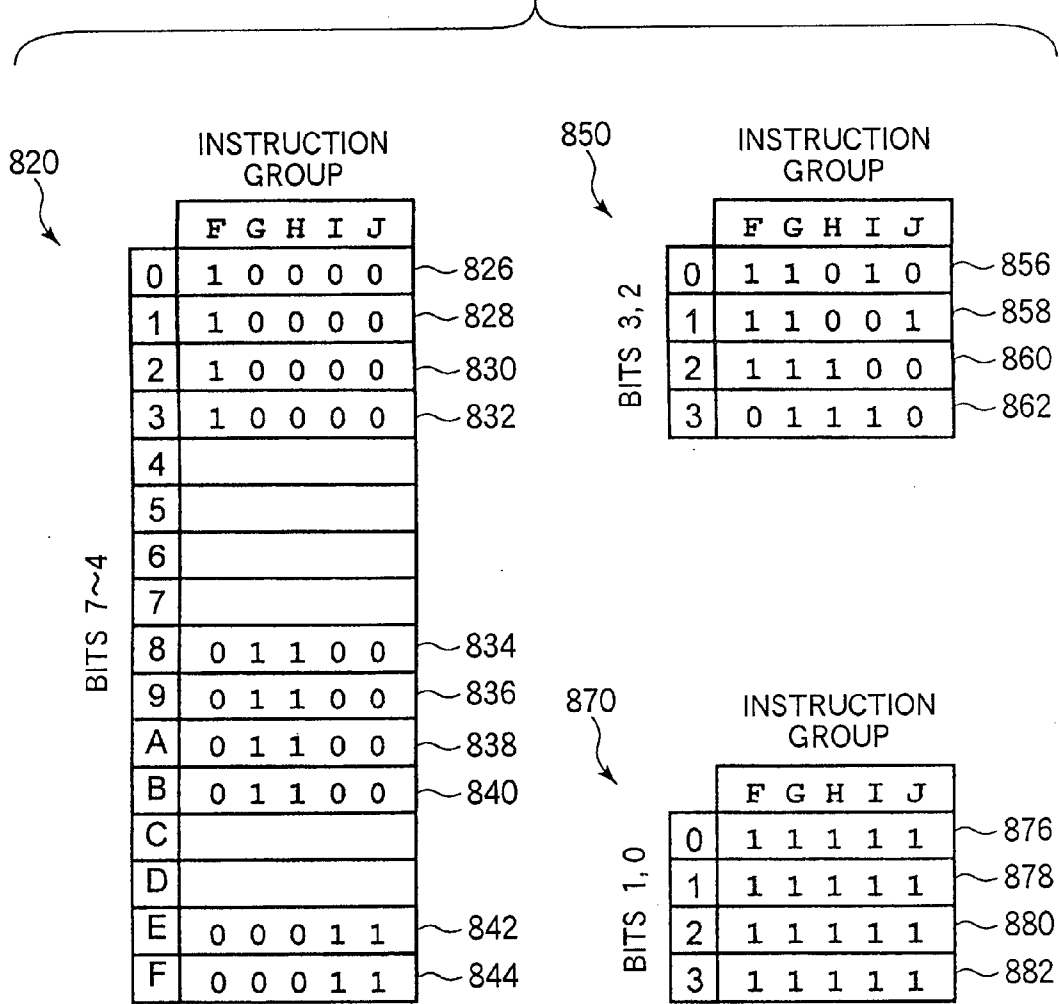 820
INSTRUCTION
GROUP
F G H I J
0 1 0 0 0 0 826
1 1 0 0 0 0 828
2 1 0 0 0 0 830
3 1 0 0 0 0 832
4
5
6
7
8 0 1 1 0 0 834
9 0 1 1 0 0 836
A 0 1 1 0 0 838
B 0 1 1 0 0 840
C
D
E 0 0 0 1 1 842
F 0 0 0 1 1 844
BITS 7~4
850
INSTRUCTION
GROUP
F G H I J
0 1 1 0 1 0 856
1 1 1 0 0 1 858
2 1 1 1 0 0 860
3 0 1 1 1 0 862
BITS 3,2
870
INSTRUCTION
GROUP
F G H I J
0 1 1 1 1 1 876
1 1 1 1 1 1 878
2 1 1 1 1 1 880
3 1 1 1 1 1 882
BITS 1,0